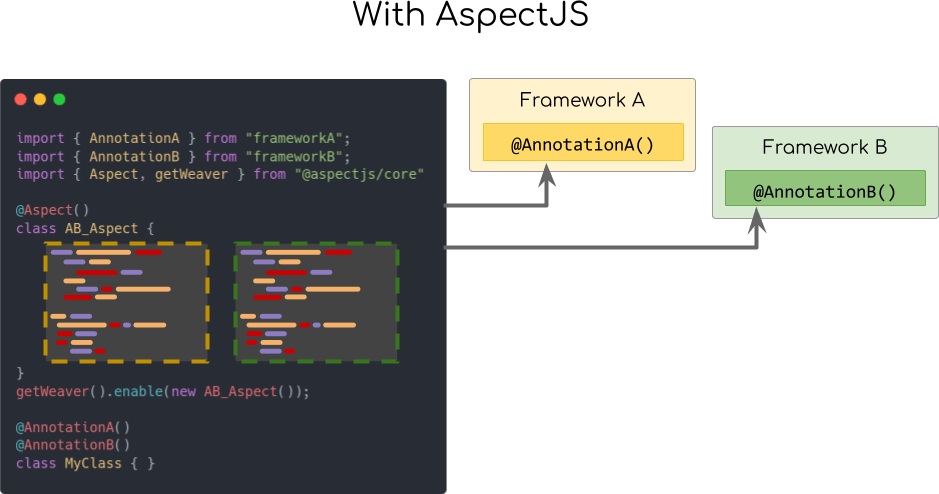 With AspectJS
import { AnnotationA } from "frameworkA";
import { AnnotationB } from "frameworkB";
import { Aspect, getWeaver } from "@aspectjs/core"
@Aspect()
class AB_Aspect {
}
getWeaver().enable(new AB_Aspect());
@AnnotationA()
@AnnotationB()
class MyClass { }
Framework A
@AnnotationA()
Framework B
@AnnotationB()